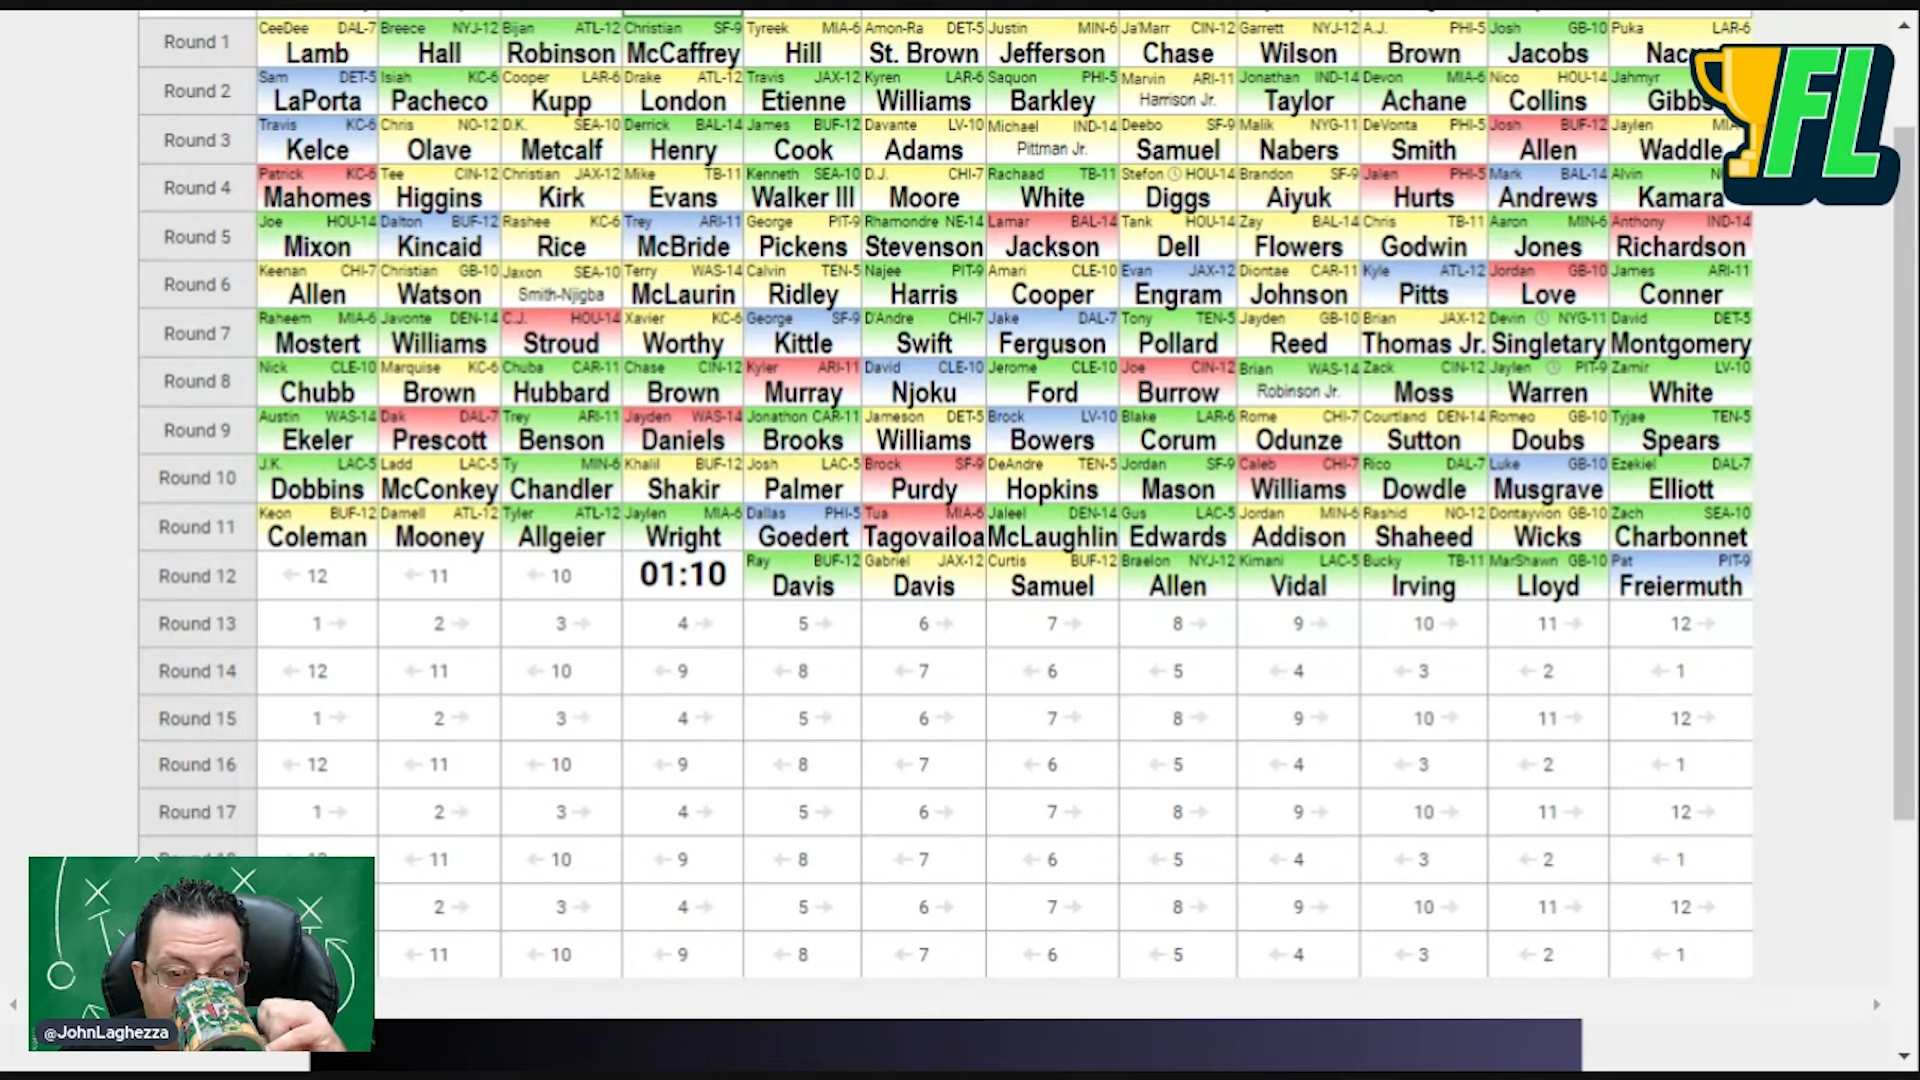 Round 1 CeeDee DAL-7 Lamb Breece NYJ-12 Hall Bijan ATL-12 Robinson Christian SF-9 McCaffrey Tyreek MIA-6 Hill Amon-Ra DET-5 St. Brown Justin MIN-6 Jefferson Ja'Marr CIN-12 Chase Garrett NYJ-12 Wilson A.J. PHI-5 Brown Josh GB-10 Jacobs Puka LAR-6
Round 2 Sam DET-5 LaPorta Isiah KC-6 Pacheco Cooper LAR-6 Kupp Drake ATL-12 London Travis JAX-12 Etienne Kyren LAR-6 Williams Saquon PHI-5 Barkley Marvin ARI-11 Harrison Jr. Jonathan IND-14 Taylor Devon MIA-6 Achane Nico HOU-14 Collins Jahmyr Gibbs
Round 3 Travis KC-6 Kelce Chris NO-12 Olave D.K. SEA-10 Metcalf Derrick BAL-14 Henry James BUF-12 Cook Davante LV-10 Adams Michael IND-14 Pittman Jr. Deebo SF-9 Samuel Malik NYG-11 Nabers DeVonta PHI-5 Smith Josh BUF-12 Allen Jaylen Waddle
Round 4 Patrick KC-6 Mahomes Tee CIN-12 Higgins Christian JAX-12 Kirk Mike TB-11 Evans Kenneth SEA-10 Walker III D.J. CHI-7 Moore Rachaad TB-11 White Stefon HOU-14 Diggs Brandon SF-9 Aiyuk Jalen PHI-5 Hurts Mark BAL-14 Andrews Alvin Kamara
Round 5 Joe HOU-14 Mixon Dalton BUF-12 Kincaid Rashee KC-6 Rice Trey ARI-11 McBride George PIT-9 Pickens Rhamondre NE-14 Stevenson Lamar BAL-14 Jackson Tank HOU-14 Dell Zay BAL-14 Flowers Chris TB-11 Godwin Aaron MIN-6 Jones Anthony IND-14 Richardson
Round 6 Keenan CHI-7 Allen Christian GB-10 Watson Jaxon SEA-10 Smith-Njigba Terry WAS-14 McLaurin Calvin TEN-5 Ridley Najee PIT-9 Harris Amari CLE-10 Cooper Evan JAX-12 Engram Diontae CAR-11 Johnson Kyle ATL-12 Pitts Jordan GB-10 Love James ARI-11 Conner
Round 7 Raheem MIA-6 Mostert Javonte DEN-14 Williams C.J. HOU-14 Stroud Xavier KC-6 Worthy George SF-9 Kittle D'Andre CHI-7 Swift Jake DAL-7 Ferguson Tony TEN-5 Pollard Jayden GB-10 Reed Brian JAX-12 Thomas Jr. Devin NYG-11 Singletary David DET-5 Montgomery
Round 8 Nick CLE-10 Chubb Marquise KC-6 Brown Chuba CAR-11 Hubbard Chase CIN-12 Brown Kyler ARI-11 Murray David CLE-10 Njoku Jerome CLE-10 Ford Joe CIN-12 Burrow Brian WAS-14 Robinson Jr. Zack CIN-12 Moss Jaylen PIT-9 Warren Zamir LV-10 White
Round 9 Austin WAS-14 Ekeler Dak DAL-7 Prescott Trey ARI-11 Benson Jayden WAS-14 Daniels Jonathon CAR-11 Brooks Jameson DET-5 Williams Brock LV-10 Bowers Blake LAR-6 Corum Rome CHI-7 Odunze Courtland DEN-14 Sutton Romeo GB-10 Doubs Tyjae TEN-5 Spears
Round 10 J.K. LAC-5 Dobbins Ladd LAC-5 McConkey Ty MIN-6 Chandler Khalil BUF-12 Shakir Josh LAC-5 Palmer Brock SF-9 Purdy DeAndre TEN-5 Hopkins Jordan SF-9 Mason Caleb CHI-7 Williams Rico DAL-7 Dowdle Luke GB-10 Musgrave Ezekiel DAL-7 Elliott
Round 11 Keon BUF-12 Coleman Darnell ATL-12 Mooney Tyler ATL-12 Allgeier Jaylen MIA-6 Wright Dallas PHI-5 Goedert Tua MIA-6 Tagovailoa Jaleel DEN-14 McLaughlin Gus LAC-5 Edwards Jordan MIN-6 Addison Rashid NO-12 Shaheed Dontayvion GB-10 Wicks Zach SEA-10 Charbonnet
Round 12 ← 12 ← 11 ← 10 01:10 Ray BUF-12 Davis Gabriel JAX-12 Davis Curtis BUF-12 Samuel Braelon NYJ-12 Allen Kimani LAC-5 Vidal Bucky TB-11 Irving MarShawn GB-10 Lloyd Pat PIT-9 Freiermuth
Round 13 1 → 2 → 3 → 4 → 5 → 6 → 7 → 8 → 9 → 10 → 11 → 12 →
Round 14 ← 12 ← 11 ← 10 ← 9 ← 8 ← 7 ← 6 ← 5 ← 4 ← 3 ← 2 ← 1
Round 15 1 → 2 → 3 → 4 → 5 → 6 → 7 → 8 → 9 → 10 → 11 → 12 →
Round 16 ← 12 ← 11 ← 10 ← 9 ← 8 ← 7 ← 6 ← 5 ← 4 ← 3 ← 2 ← 1
Round 17 1 → 2 → 3 → 4 → 5 → 6 → 7 → 8 → 9 → 10 → 11 → 12 →
← 11 ← 10 ← 9 ← 8 ← 7 ← 6 ← 5 ← 4 ← 3 ← 2 ← 1
2 → 3 → 4 → 5 → 6 → 7 → 8 → 9 → 10 → 11 → 12 →
← 11 ← 10 ← 9 ← 8 ← 7 ← 6 ← 5 ← 4 ← 3 ← 2 ← 1
FL
@JohnLaghezza